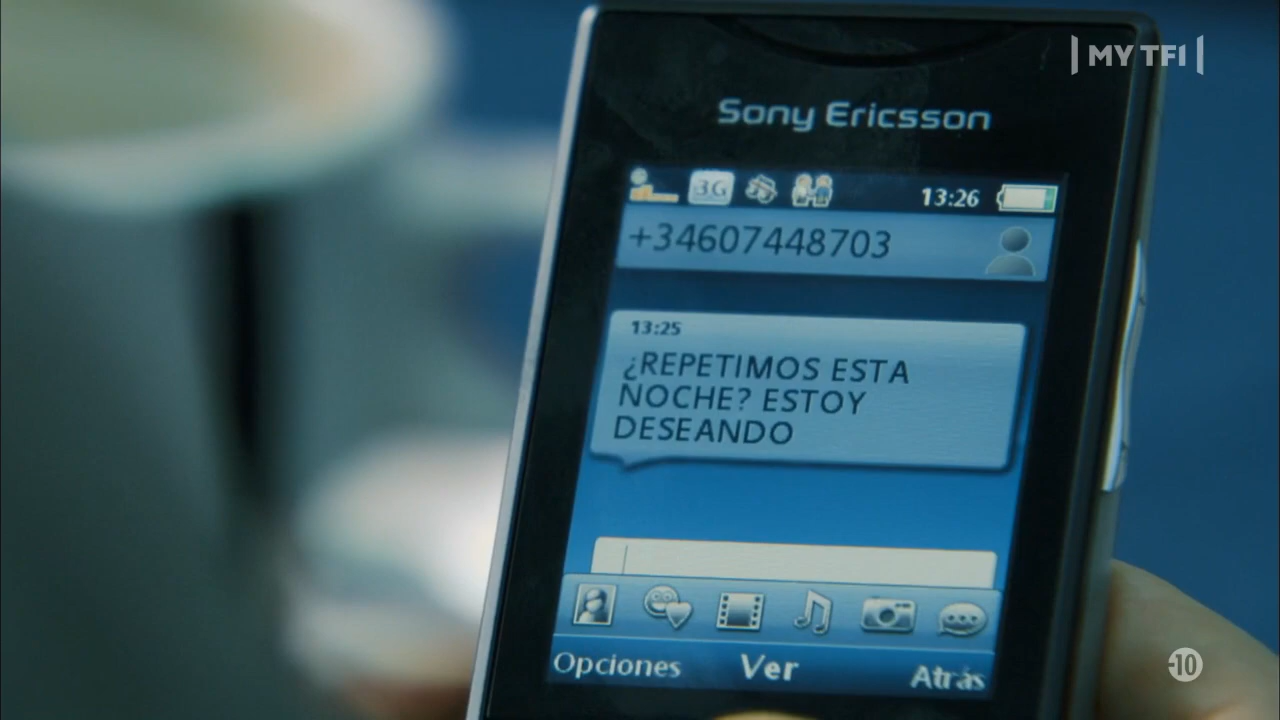 |MY TF1|
Sony Ericsson
3G 13:26
+34607448703
13:25
¿REPETIMOS ESTA
NOCHE? ESTOY
DESEANDO
Opciones Ver Atrás
-10